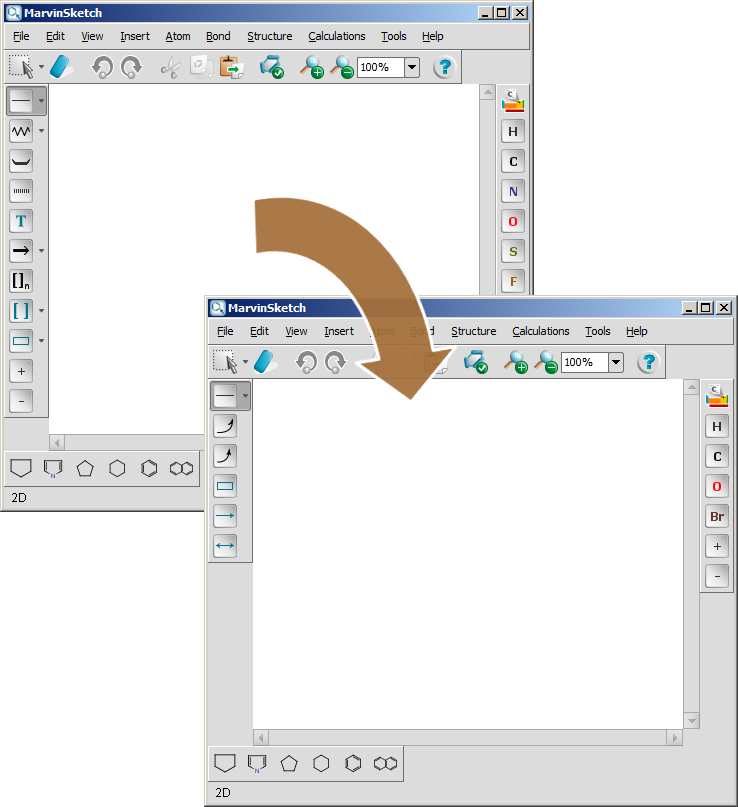 MarvinSketch
File Edit View Insert Atom Bond Structure Calculations Tools Help
100% ?
C
H
C
N
T
O
S
[]n
F
[ ]
+
-
N
2D
MarvinSketch
File Edit View Insert Atom Bond Structure Calculations Tools Help
100% ?
C
H
C
O
Br
+
-
N
2D